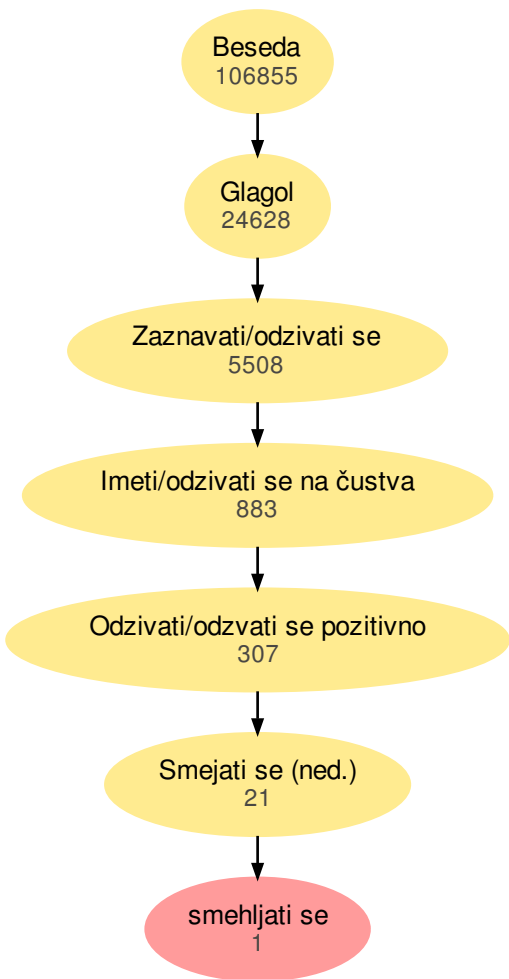 Beseda
106855
Glagol
24628
Zaznavati/odzivati se
5508
Imeti/odzivati se na čustva
883
Odzivati/odzvati se pozitivno
307
Smejati se (ned.)
21
smehljati se
1